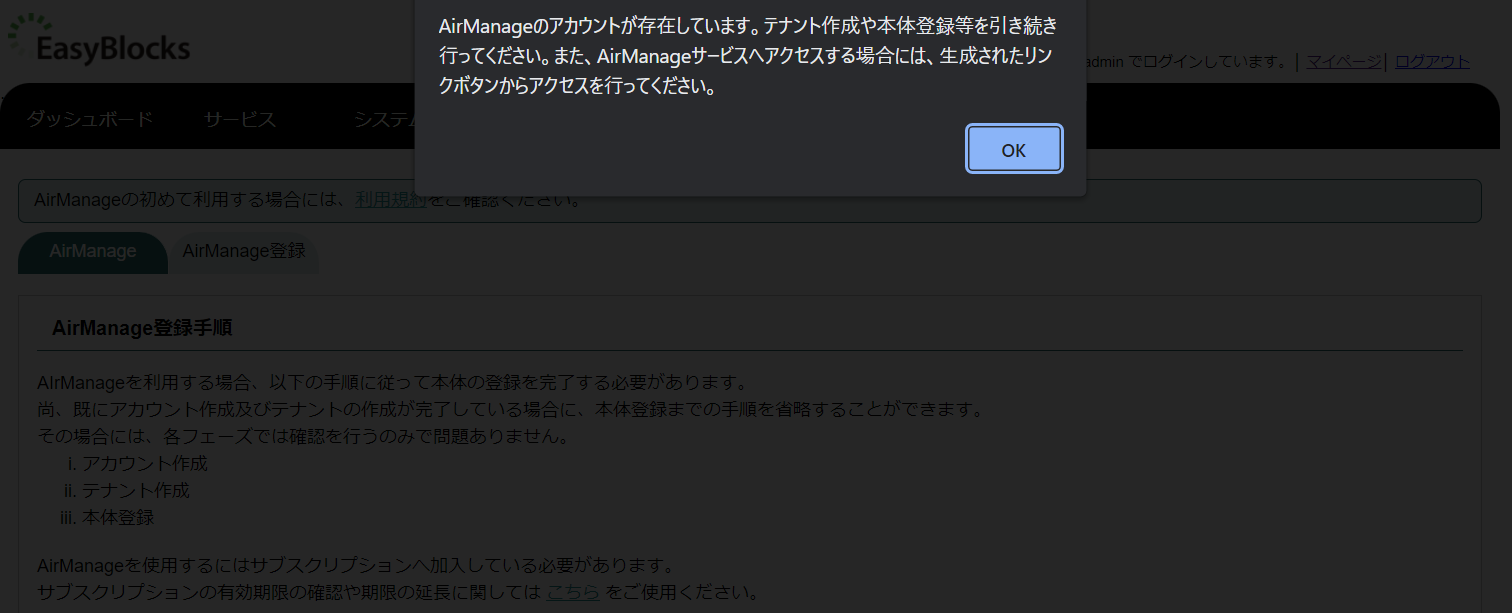 AirManageのアカウントが存在しています。テナント作成や本体登録等を引き続き
行ってください。また、AirManageサービスへアクセスする場合には、生成されたリン
クボタンからアクセスを行ってください。
OK
EasyBlocks
admin でログインしています。 | マイページ | ログアウト
ダッシュボード サービス システム
AirManageの初めて利用する場合には、利用規約をご確認ください。
AirManage AirManage登録
AirManage登録手順
AIrManageを利用する場合、以下の手順に従って本体の登録を完了する必要があります。
尚、既にアカウント作成及びテナントの作成が完了している場合に、本体登録までの手順を省略することができます。
その場合には、各フェーズでは確認を行うのみで問題ありません。
i. アカウント作成
ii. テナント作成
iii. 本体登録
AirManageを使用するにはサブスクリプションへ加入している必要があります。
サブスクリプションの有効期限の確認や期限の延長に関しては こちら をご使用ください。